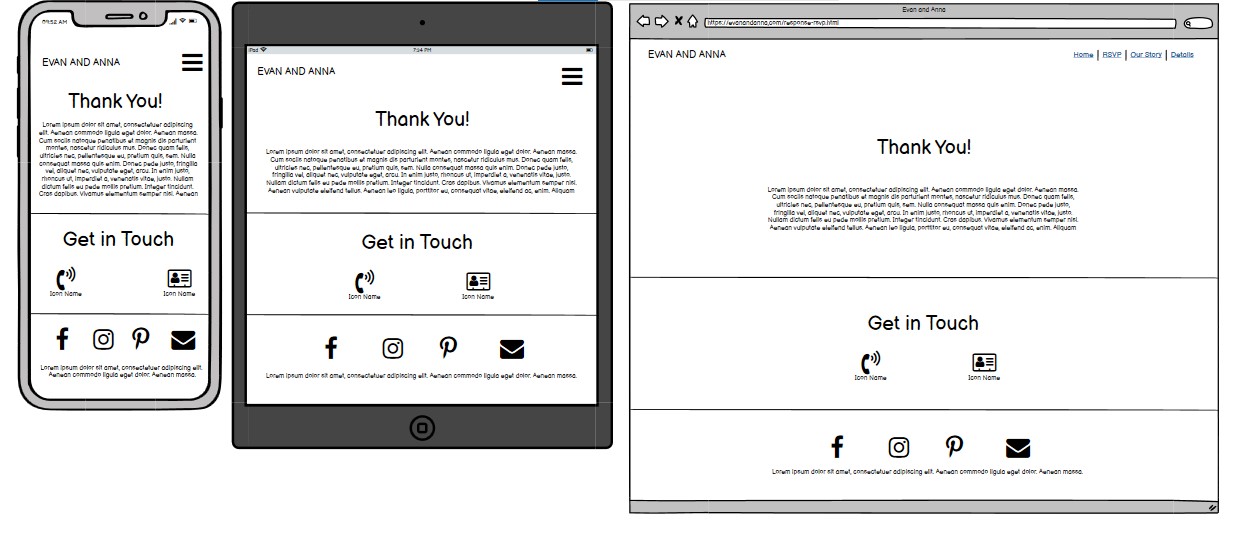 09:52 AM
EVAN AND ANNA
Thank You!
Lorem ipsum dolor sit amet, consectetuer adipiscing
elit. Aenean commodo ligula eget dolor. Aenean massa.
Cum sociis natoque penatibus et magnis dis parturient
montes, nascetur ridiculus mus. Donec quam felis,
ultricies nec, pellentesque eu, pretium quis, sem. Nulla
consequat massa quis enim. Donec pede justo, fringilla
vel, aliquet nec, vulputate eget, arcu. In enim justo,
rhoncus ut, imperdiet a, venenatis vitae, justo. Nullam
dictum felis eu pede mollis pretium. Integer tincidunt.
Cras dapibus. Vivamus elementum semper nisi. Aenean
Get in Touch
Icon Name
Icon Name
Lorem ipsum dolor sit amet, consectetuer adipiscing elit.
Aenean commodo ligula eget dolor. Aenean massa.
iPad
7:54 PM
EVAN AND ANNA
Thank You!
Lorem ipsum dolor sit amet, consectetuer adipiscing elit. Aenean commodo ligula eget dolor. Aenean massa.
Cum sociis natoque penatibus et magnis dis parturient montes, nascetur ridiculus mus. Donec quam felis,
ultricies nec, pellentesque eu, pretium quis, sem. Nulla consequat massa quis enim. Donec pede justo,
fringilla vel, aliquet nec, vulputate eget, arcu. In enim justo, rhoncus ut, imperdiet a, venenatis vitae, justo.
Nullam dictum felis eu pede mollis pretium. Integer tincidunt. Cras dapibus. Vivamus elementum semper nisi.
Aenean vulputate eleifend tellus. Aenean leo ligula, porttitor eu, consequat vitae, eleifend ac, enim. Aliquam
Get in Touch
Icon Name
Icon Name
Lorem ipsum dolor sit amet, consectetuer adipiscing elit. Aenean commodo ligula eget dolor. Aenean massa.
Evan and Anna
https://evanandanna.com/response-rsvp.html
EVAN AND ANNA
Home | RSVP | Our Story | Details
Thank You!
Lorem ipsum dolor sit amet, consectetuer adipiscing elit. Aenean commodo ligula eget dolor. Aenean massa.
Cum sociis natoque penatibus et magnis dis parturient montes, nascetur ridiculus mus. Donec quam felis,
ultricies nec, pellentesque eu, pretium quis, sem. Nulla consequat massa quis enim. Donec pede justo,
fringilla vel, aliquet nec, vulputate eget, arcu. In enim justo, rhoncus ut, imperdiet a, venenatis vitae, justo.
Nullam dictum felis eu pede mollis pretium. Integer tincidunt. Cras dapibus. Vivamus elementum semper nisi.
Aenean vulputate eleifend tellus. Aenean leo ligula, porttitor eu, consequat vitae, eleifend ac, enim. Aliquam
Get in Touch
Icon Name
Icon Name
Lorem ipsum dolor sit amet, consectetuer adipiscing elit. Aenean commodo ligula eget dolor. Aenean massa.